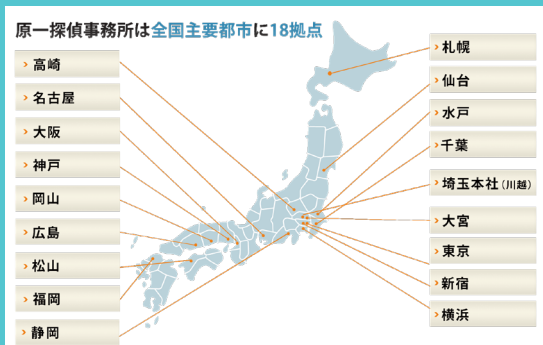 原一探偵事務所は全国主要都市に18拠点
高崎
名古屋
大阪
神戸
岡山
広島
松山
福岡
静岡
札幌
仙台
水戸
千葉
埼玉本社(川越)
大宮
東京
新宿
横浜